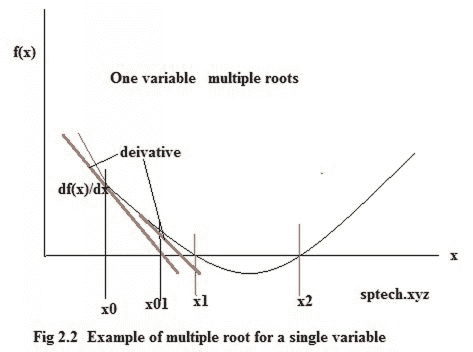 f(x)
One variable multiple roots
deivative
df(x)/dx
x
x0
x01
x1
x2
sptech.xyz
Fig 2.2 Example of multiple root for a single variable